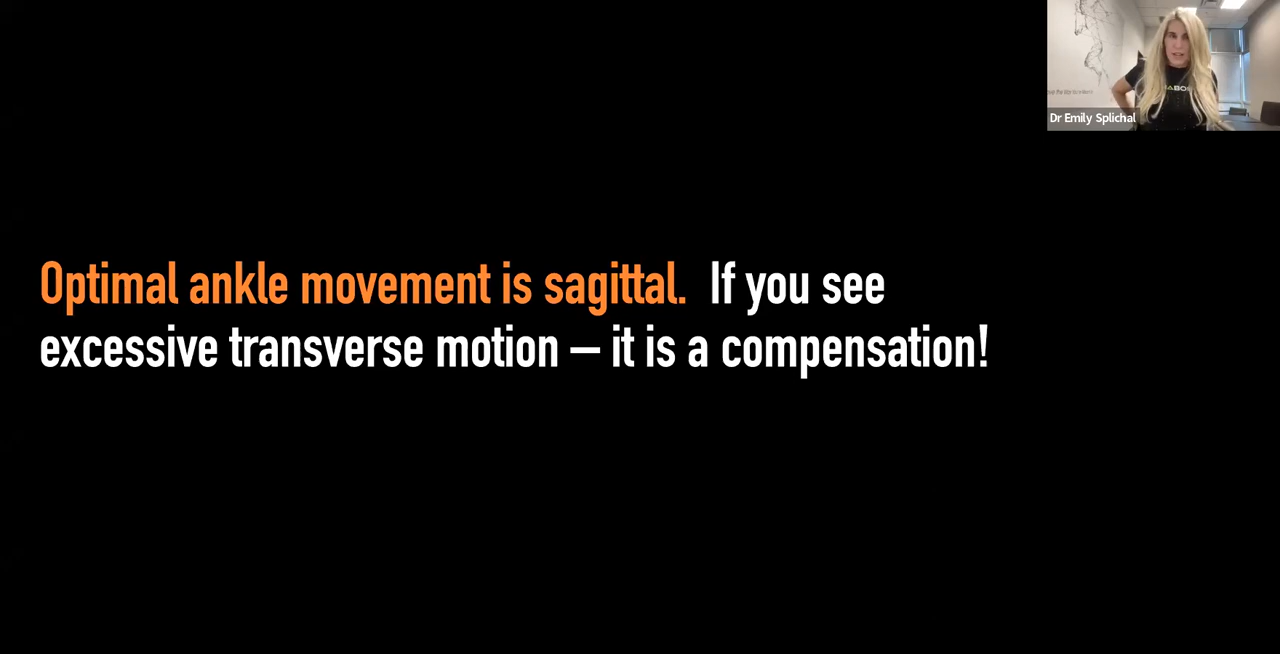 Optimal ankle movement is sagittal. If you see
excessive transverse motion – it is a compensation!
Dr Emily Splichal